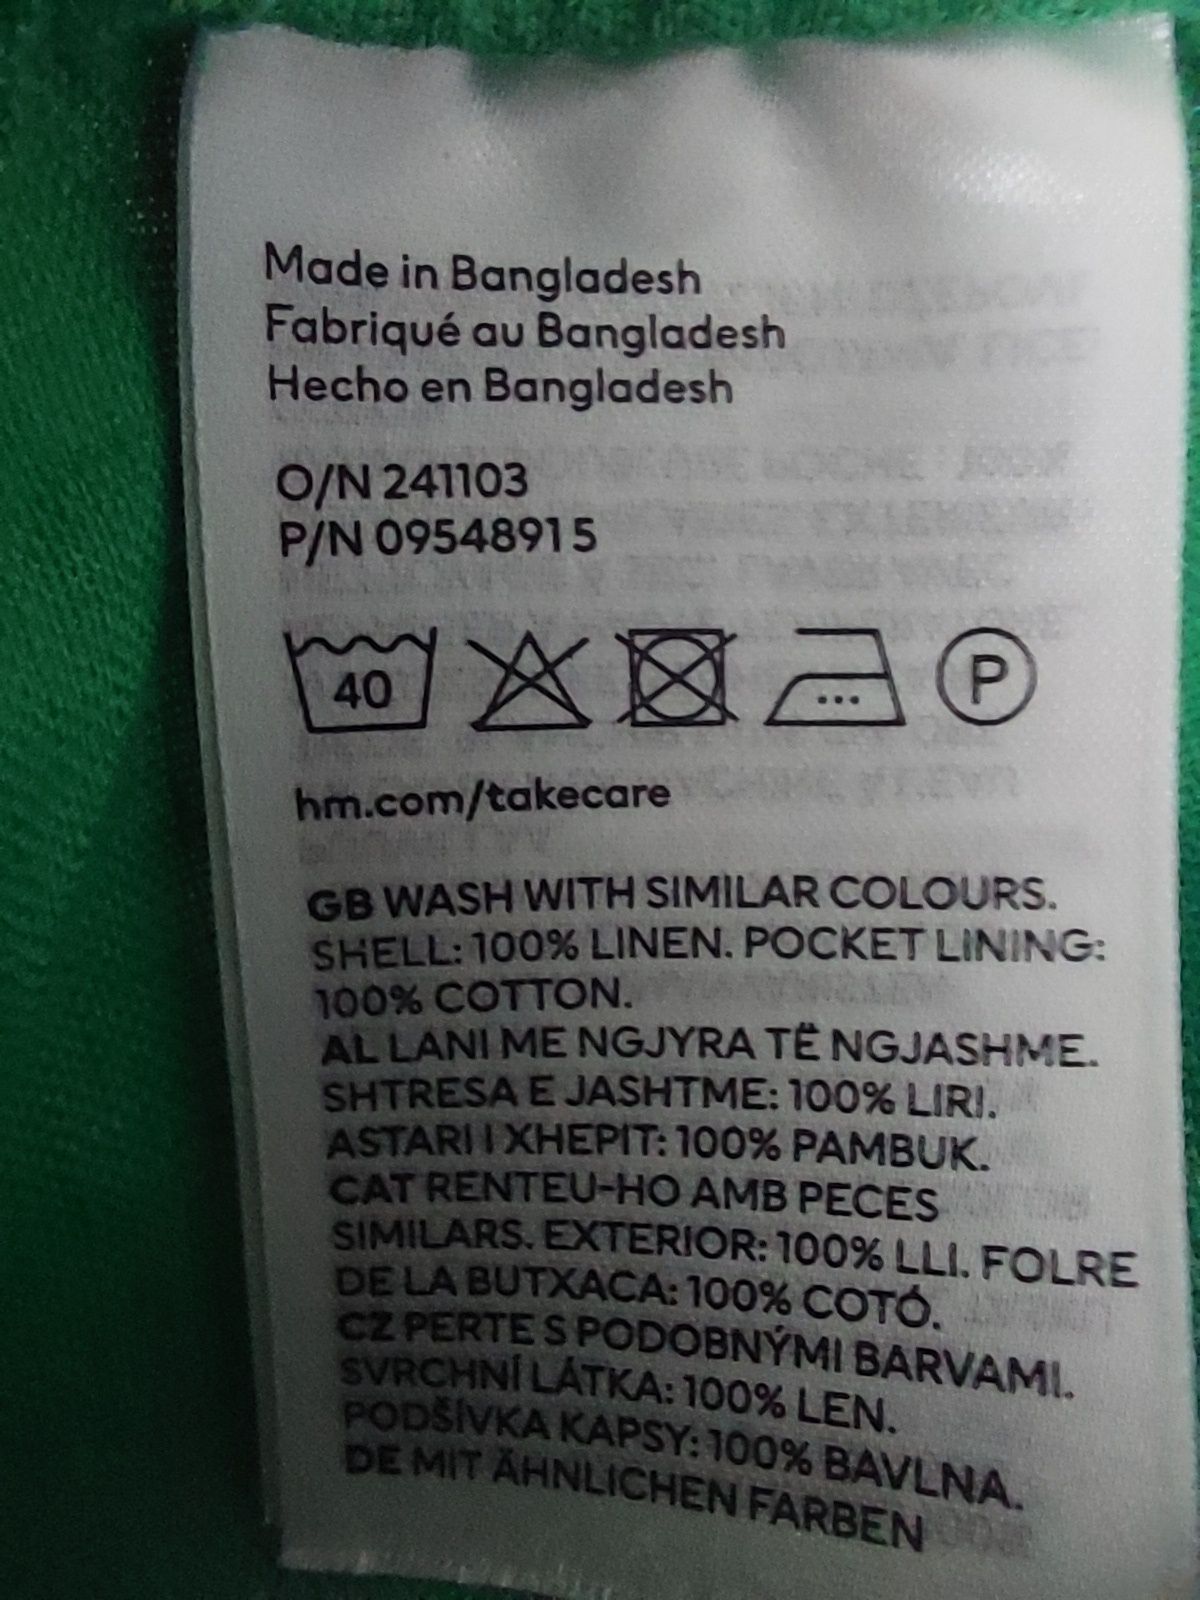 Made in Bangladesh
Fabriqué au Bangladesh
Hecho en Bangladesh
O/N 241103
P/N 09548915
40 P
hm.com/takecare
GB WASH WITH SIMILAR COLOURS.
SHELL: 100% LINEN. POCKET LINING:
100% COTTON.
AL LANI ME NGJYRA TË NGJASHME.
SHTRESA E JASHTME: 100% LIRI.
ASTARI I XHEPIT: 100% PAMBUK.
CAT RENTEU-HO AMB PECES
SIMILARS. EXTERIOR: 100% LLI. FOLRE
DE LA BUTXACA: 100% COTÓ.
CZ PERTE S PODOBNÝMI BARVAMI.
SVRCHNÍ LÁTKA: 100% LEN.
PODŠÍVKA KAPSY: 100% BAVLNA.
DE MIT ÄHNLICHEN FARBEN